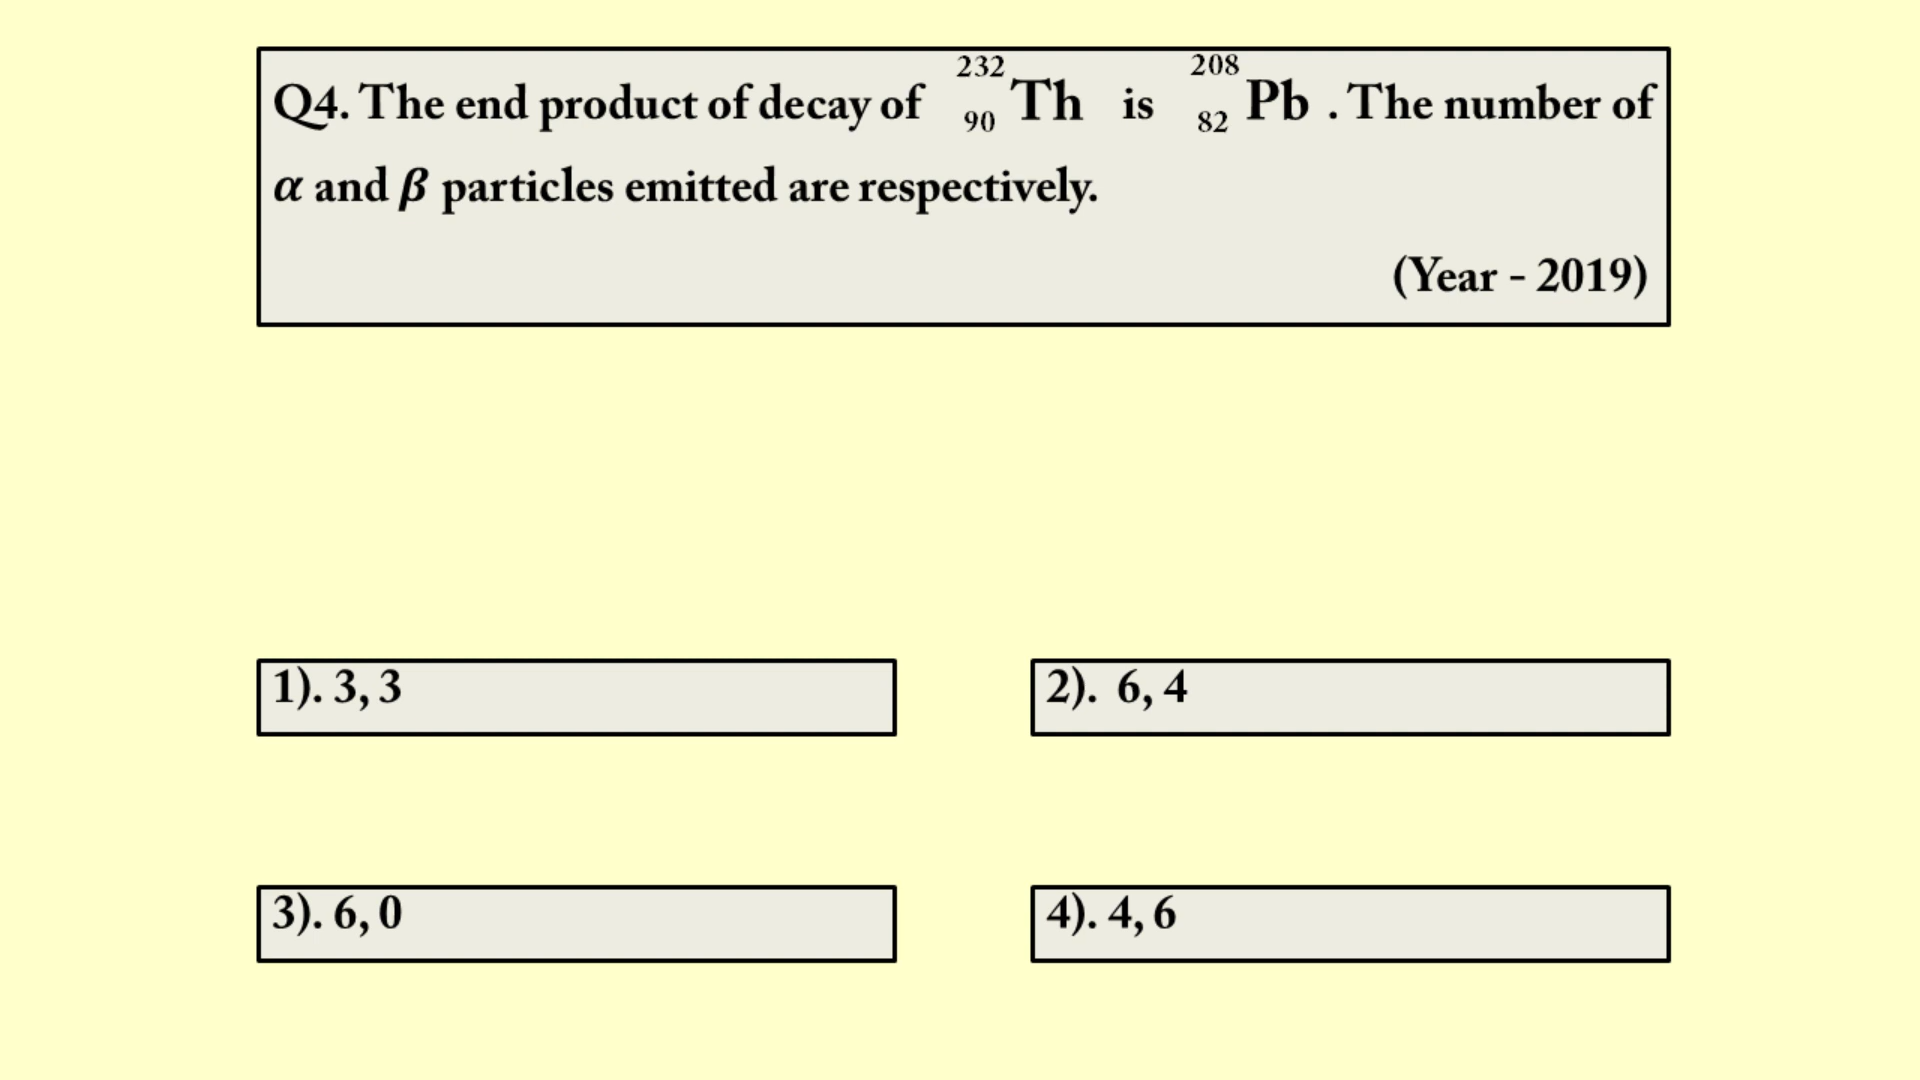 Q4. The end product of decay of ²³²₉₀Th is ²⁰⁸₈₂Pb . The number of
α and β particles emitted are respectively.
(Year - 2019)
1). 3, 3
2). 6, 4
3). 6, 0
4). 4, 6